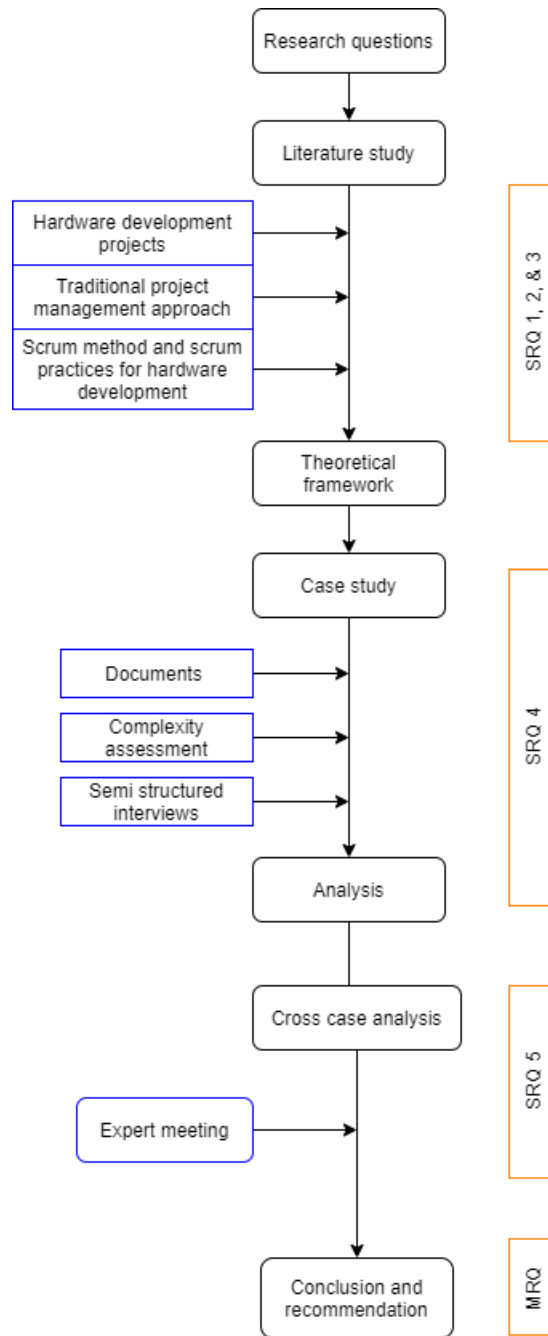 Research questions
Literature study
Hardware development
projects
Traditional project
management approach
Scrum method and scrum
practices for hardware
development
SRQ 1, 2, & 3
Theoretical
framework
Case study
Documents
Complexity
assessment
Semi structured
interviews
SRQ 4
Analysis
Cross case analysis
Expert meeting
SRQ 5
Conclusion and
recommendation
MRQ